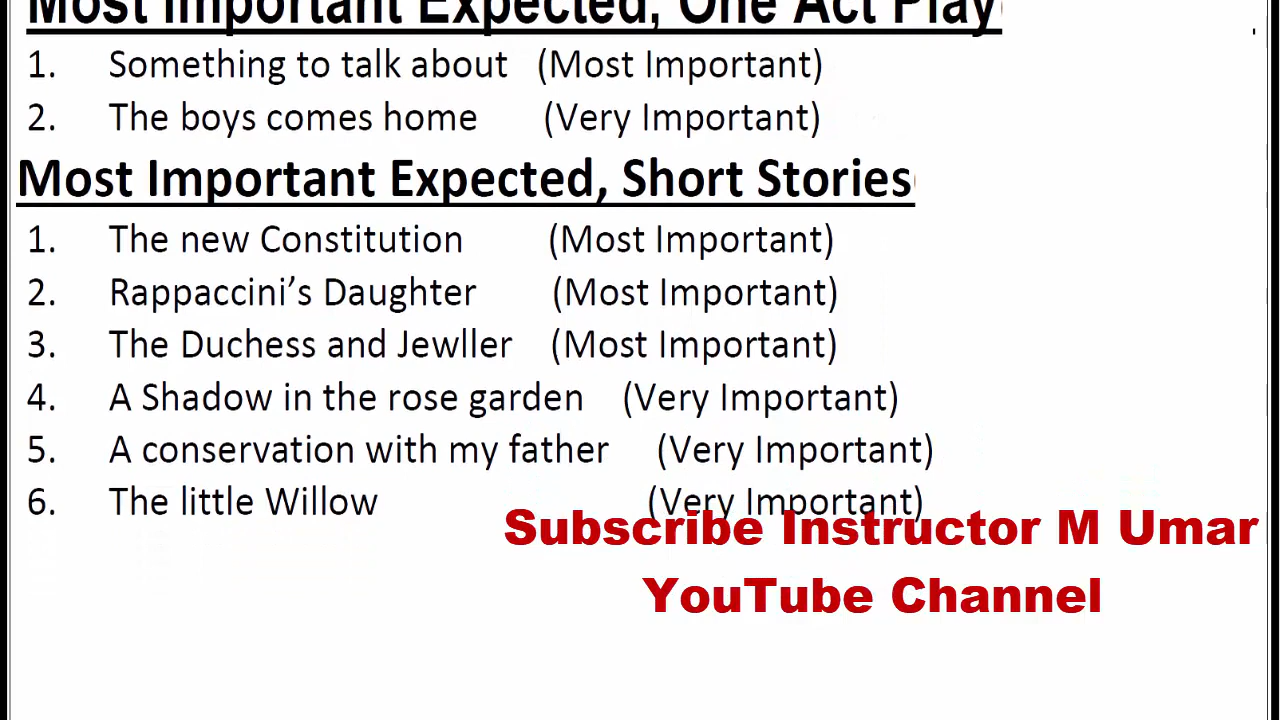 Most Important Expected, One Act Play
1. Something to talk about (Most Important)
2. The boys comes home (Very Important)
Most Important Expected, Short Stories
1. The new Constitution (Most Important)
2. Rappaccini’s Daughter (Most Important)
3. The Duchess and Jewller (Most Important)
4. A Shadow in the rose garden (Very Important)
5. A conservation with my father (Very Important)
6. The little Willow (Very Important)
Subscribe Instructor M Umar
YouTube Channel